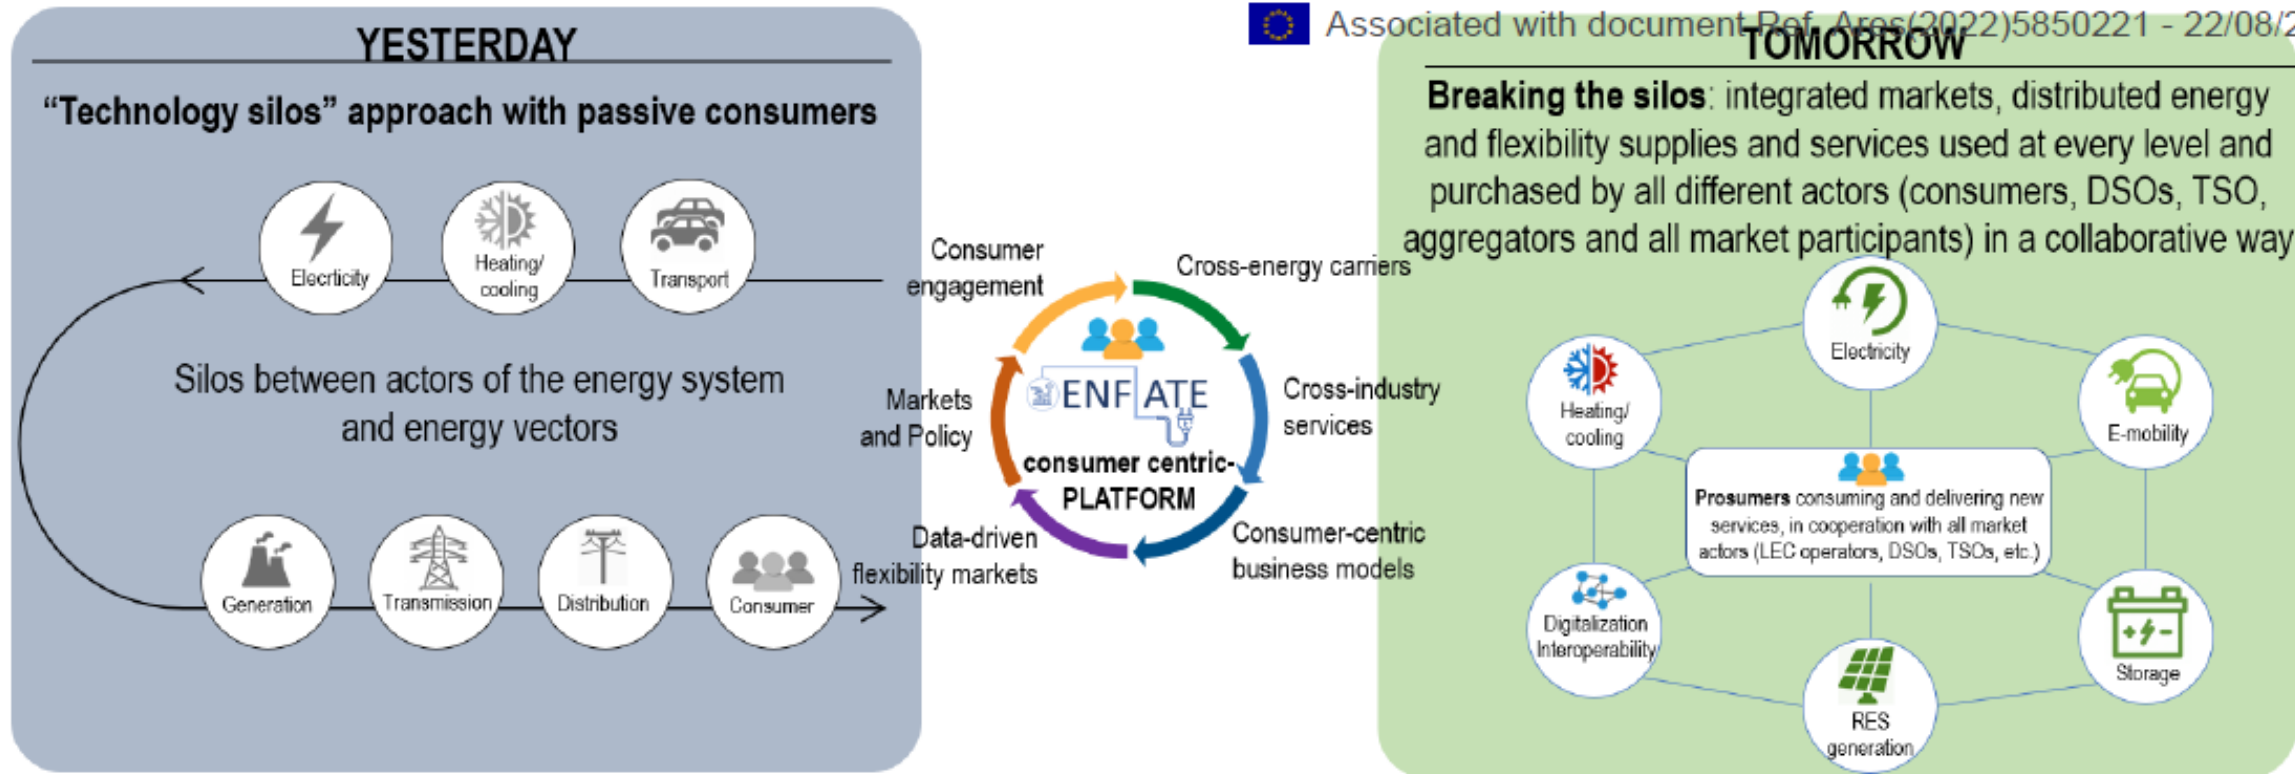 Associated with document Ref. Ares(2022)5850221 - 22/08/2
YESTERDAY
“Technology silos” approach with passive consumers
Elecrticity
Heating/
cooling
Transport
Silos between actors of the energy system
and energy vectors
Generation
Transmission
Distribution
Consumer
Consumer
engagement
Cross-energy carriers
Markets
and Policy
Cross-industry
services
Data-driven
flexibility markets
Consumer-centric
business models
ENFLATE
consumer centric-
PLATFORM
TOMORROW
Breaking the silos: integrated markets, distributed energy
and flexibility supplies and services used at every level and
purchased by all different actors (consumers, DSOs, TSO,
aggregators and all market participants) in a collaborative way
Electricity
Heating/
cooling
E-mobility
Prosumers consuming and delivering new
services, in cooperation with all market
actors (LEC operators, DSOs, TSOs, etc.)
Digitalization
Interoperability
Storage
RES
generation